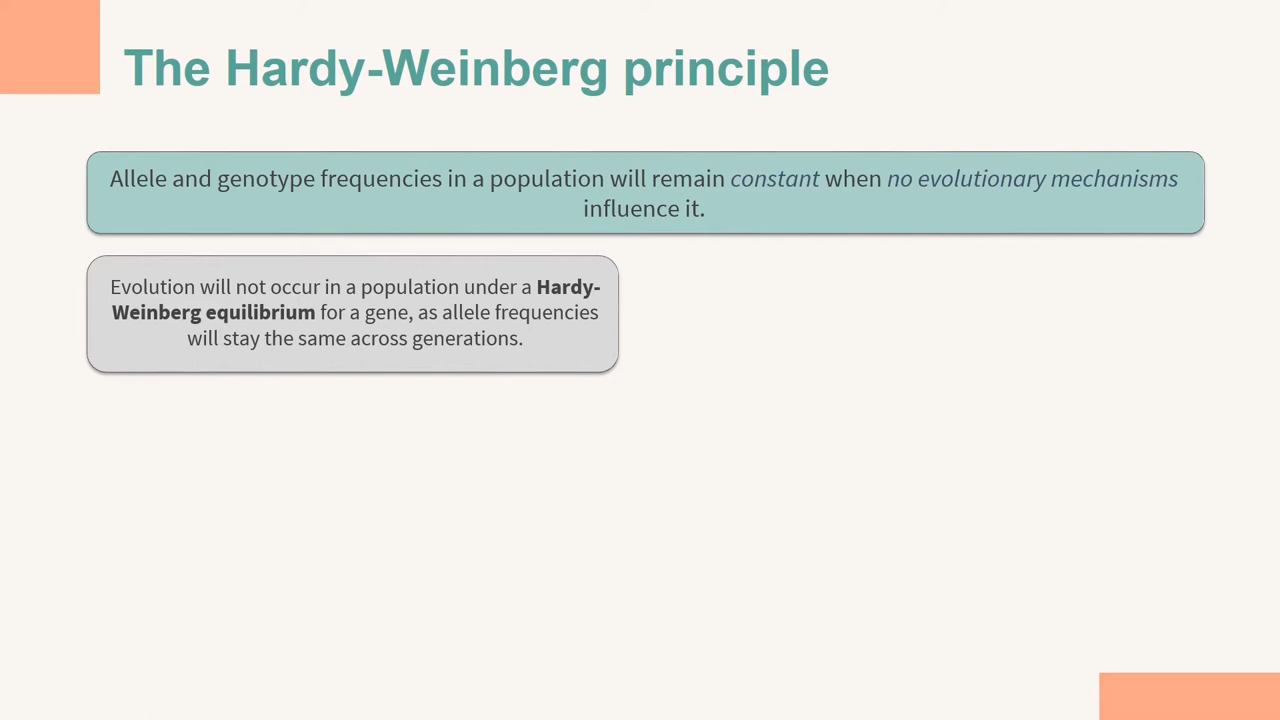 The Hardy-Weinberg principle
Allele and genotype frequencies in a population will remain constant when no evolutionary mechanisms
influence it.
Evolution will not occur in a population under a Hardy-
Weinberg equilibrium for a gene, as allele frequencies
will stay the same across generations.